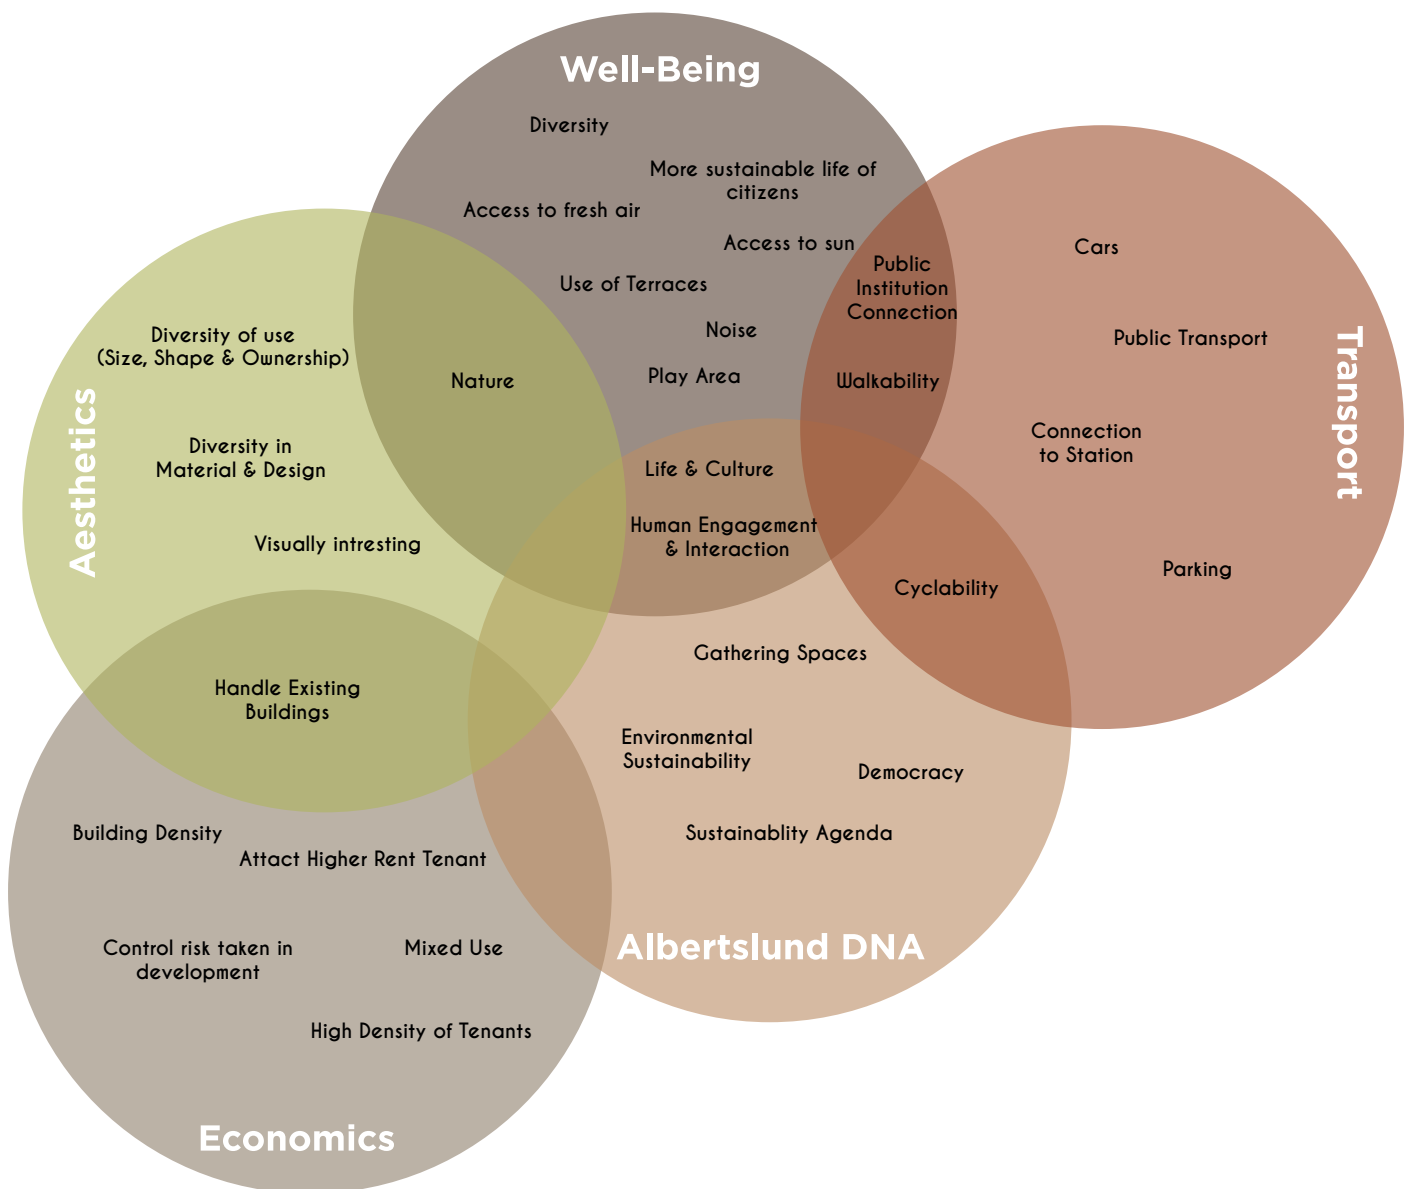 Well-Being
Diversity
More sustainable life of
citizens
Access to fresh air
Access to sun
Use of Terraces
Noise
Play Area
Public
Institution
Connection
Walkability
Cars
Public Transport
Connection
to Station
Parking
Transport
Aesthetics
Diversity of use
(Size, Shape & Ownership)
Nature
Diversity in
Material & Design
Visually intresting
Life & Culture
Human Engagement
& Interaction
Cyclability
Gathering Spaces
Environmental
Sustainability
Democracy
Sustainablity Agenda
Albertslund DNA
Handle Existing
Buildings
Building Density
Attact Higher Rent Tenant
Control risk taken in
development
Mixed Use
High Density of Tenants
Economics